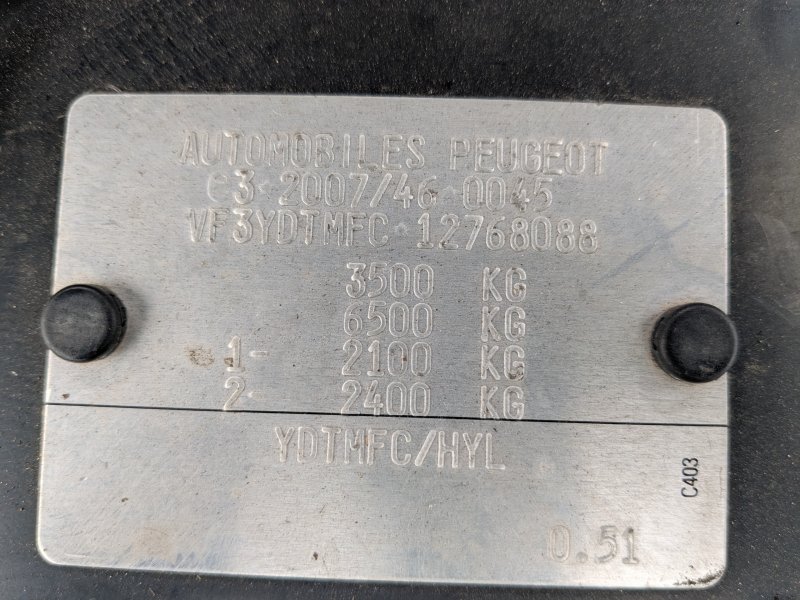 AUTOMOBILES PEUGEOT
e3*2007/46*0045
VF3YDTMFC*12768088
3500 KG
6500 KG
1- 2100 KG
2- 2400 KG
YDTMFC/HYL
C403
0.51